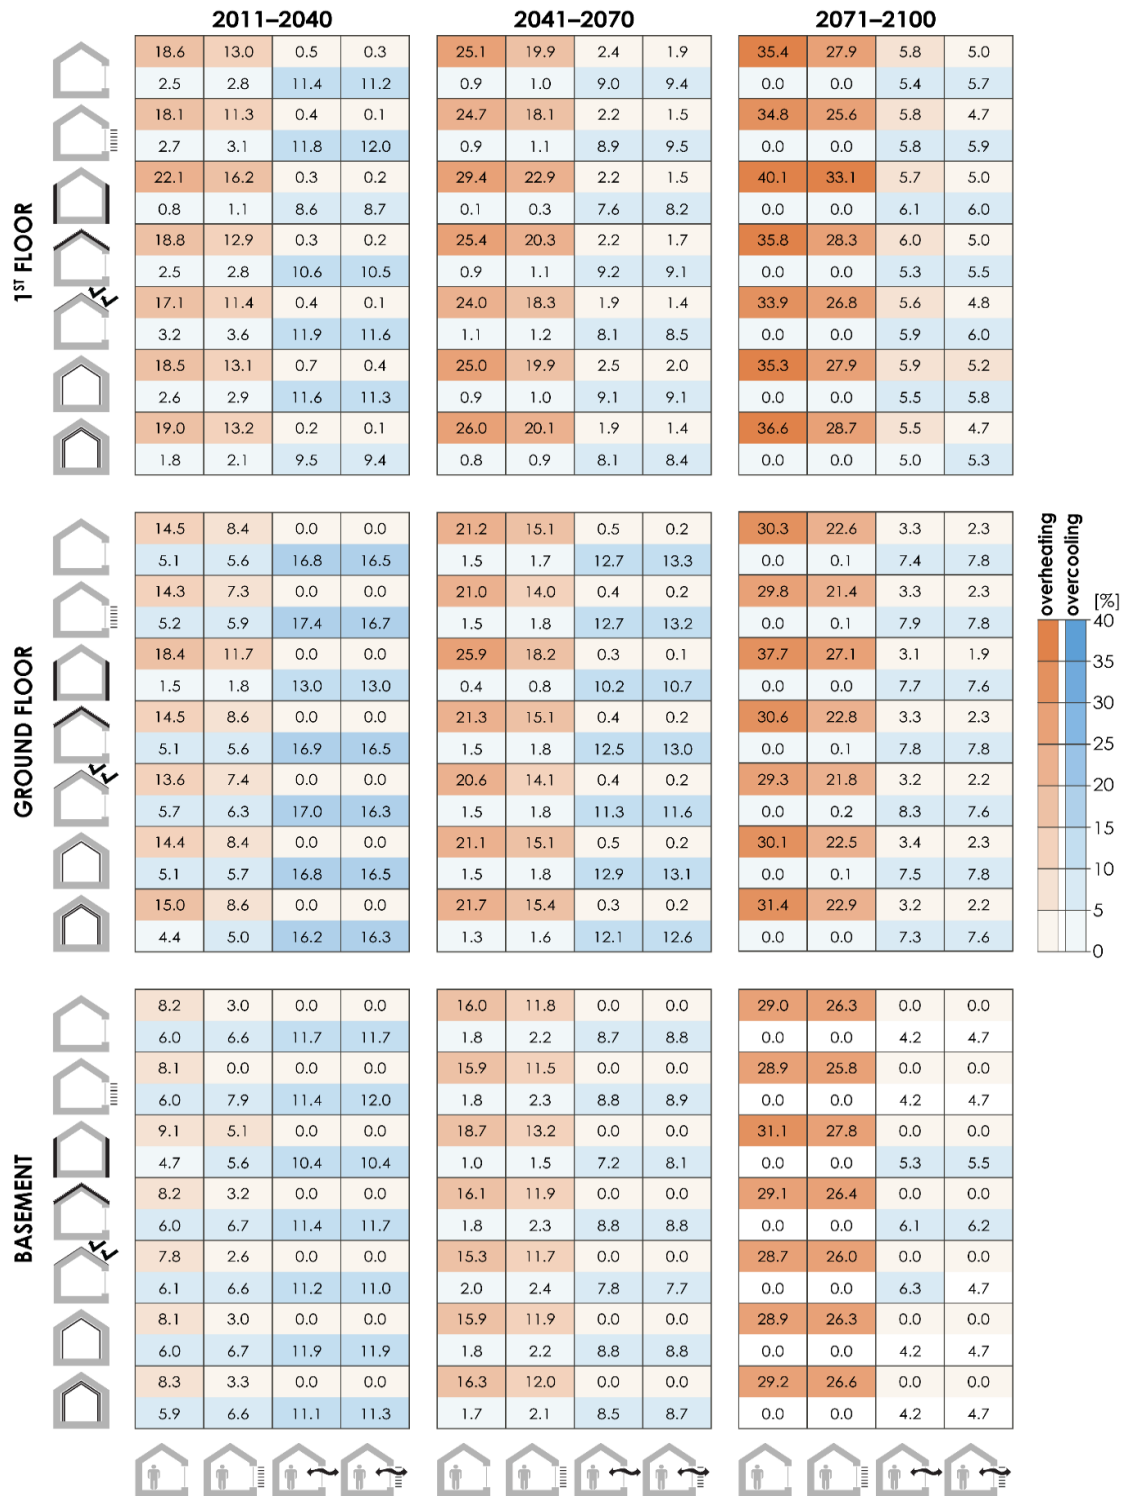 2011–2040 2041–2070 2071–2100
1ST FLOOR
18.6 13.0 0.5 0.3 25.1 19.9 2.4 1.9 35.4 27.9 5.8 5.0
2.5 2.8 11.4 11.2 0.9 1.0 9.0 9.4 0.0 0.0 5.4 5.7
18.1 11.3 0.4 0.1 24.7 18.1 2.2 1.5 34.8 25.6 5.8 4.7
2.7 3.1 11.8 12.0 0.9 1.1 8.9 9.5 0.0 0.0 5.8 5.9
22.1 16.2 0.3 0.2 29.4 22.9 2.2 1.5 40.1 33.1 5.7 5.0
0.8 1.1 8.6 8.7 0.1 0.3 7.6 8.2 0.0 0.0 6.1 6.0
18.8 12.9 0.3 0.2 25.4 20.3 2.2 1.7 35.8 28.3 6.0 5.0
2.5 2.8 10.6 10.5 0.9 1.1 9.2 9.1 0.0 0.0 5.3 5.5
17.1 11.4 0.4 0.1 24.0 18.3 1.9 1.4 33.9 26.8 5.6 4.8
3.2 3.6 11.9 11.6 1.1 1.2 8.1 8.5 0.0 0.0 5.9 6.0
18.5 13.1 0.7 0.4 25.0 19.9 2.5 2.0 35.3 27.9 5.9 5.2
2.6 2.9 11.6 11.3 0.9 1.0 9.1 9.1 0.0 0.0 5.5 5.8
19.0 13.2 0.2 0.1 26.0 20.1 1.9 1.4 36.6 28.7 5.5 4.7
1.8 2.1 9.5 9.4 0.8 0.9 8.1 8.4 0.0 0.0 5.0 5.3
GROUND FLOOR
14.5 8.4 0.0 0.0 21.2 15.1 0.5 0.2 30.3 22.6 3.3 2.3
5.1 5.6 16.8 16.5 1.5 1.7 12.7 13.3 0.0 0.1 7.4 7.8
14.3 7.3 0.0 0.0 21.0 14.0 0.4 0.2 29.8 21.4 3.3 2.3
5.2 5.9 17.4 16.7 1.5 1.8 12.7 13.2 0.0 0.1 7.9 7.8
18.4 11.7 0.0 0.0 25.9 18.2 0.3 0.1 37.7 27.1 3.1 1.9
1.5 1.8 13.0 13.0 0.4 0.8 10.2 10.7 0.0 0.0 7.7 7.6
14.5 8.6 0.0 0.0 21.3 15.1 0.4 0.2 30.6 22.8 3.3 2.3
5.1 5.6 16.9 16.5 1.5 1.8 12.5 13.0 0.0 0.1 7.8 7.8
13.6 7.4 0.0 0.0 20.6 14.1 0.4 0.2 29.3 21.8 3.2 2.2
5.7 6.3 17.0 16.3 1.5 1.8 11.3 11.6 0.0 0.2 8.3 7.6
14.4 8.4 0.0 0.0 21.1 15.1 0.5 0.2 30.1 22.5 3.4 2.3
5.1 5.7 16.8 16.5 1.5 1.8 12.9 13.1 0.0 0.1 7.5 7.8
15.0 8.6 0.0 0.0 21.7 15.4 0.3 0.2 31.4 22.9 3.2 2.2
4.4 5.0 16.2 16.3 1.3 1.6 12.1 12.6 0.0 0.0 7.3 7.6
overheating
overcooling
[%]
40
35
30
25
20
15
10
5
0
BASEMENT
8.2 3.0 0.0 0.0 16.0 11.8 0.0 0.0 29.0 26.3 0.0 0.0
6.0 6.6 11.7 11.7 1.8 2.2 8.7 8.8 0.0 0.0 4.2 4.7
8.1 0.0 0.0 0.0 15.9 11.5 0.0 0.0 28.9 25.8 0.0 0.0
6.0 7.9 11.4 12.0 1.8 2.3 8.8 8.9 0.0 0.0 4.2 4.7
9.1 5.1 0.0 0.0 18.7 13.2 0.0 0.0 31.1 27.8 0.0 0.0
4.7 5.6 10.4 10.4 1.0 1.5 7.2 8.1 0.0 0.0 5.3 5.5
8.2 3.2 0.0 0.0 16.1 11.9 0.0 0.0 29.1 26.4 0.0 0.0
6.0 6.7 11.4 11.7 1.8 2.3 8.8 8.8 0.0 0.0 6.1 6.2
7.8 2.6 0.0 0.0 15.3 11.7 0.0 0.0 28.7 26.0 0.0 0.0
6.1 6.6 11.2 11.0 2.0 2.4 7.8 7.7 0.0 0.0 6.3 4.7
8.1 3.0 0.0 0.0 15.9 11.9 0.0 0.0 28.9 26.3 0.0 0.0
6.0 6.7 11.9 11.9 1.8 2.2 8.8 8.8 0.0 0.0 4.2 4.7
8.3 3.3 0.0 0.0 16.3 12.0 0.0 0.0 29.2 26.6 0.0 0.0
5.9 6.6 11.1 11.3 1.7 2.1 8.5 8.7 0.0 0.0 4.2 4.7